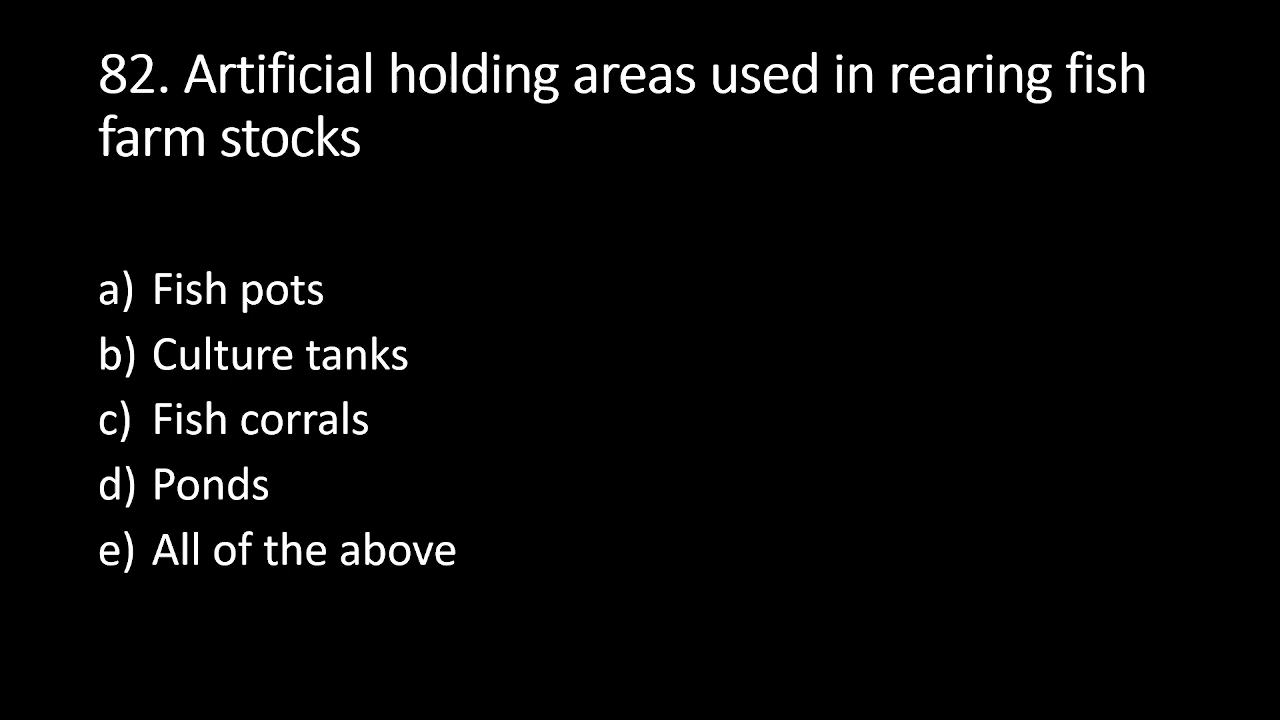 82. Artificial holding areas used in rearing fish
farm stocks
a) Fish pots
b) Culture tanks
c) Fish corrals
d) Ponds
e) All of the above